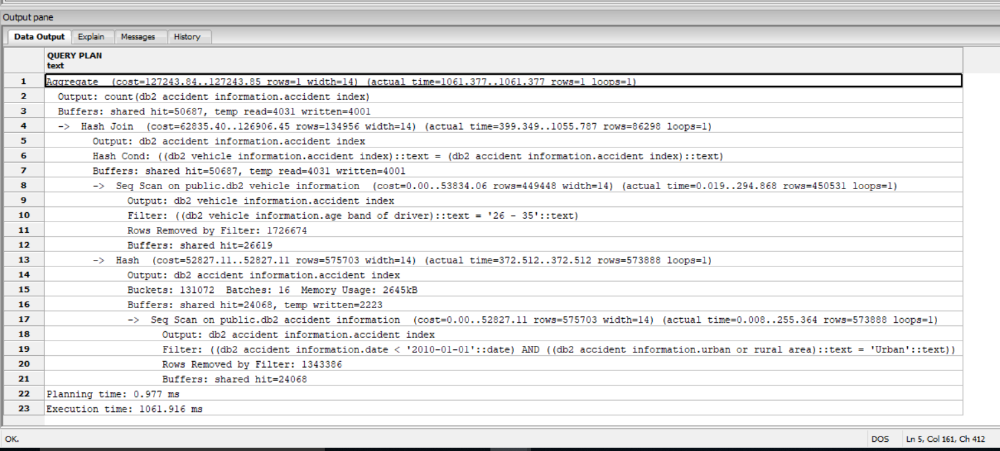 Output pane
Data Output Explain Messages History
QUERY PLAN
text
1 Aggregate (cost=127243.84..127243.85 rows=1 width=14) (actual time=1061.377..1061.377 rows=1 loops=1)
2 Output: count(db2 accident information.accident index)
3 Buffers: shared hit=50687, temp read=4031 written=4001
4 -> Hash Join (cost=62835.40..126906.45 rows=134956 width=14) (actual time=399.349..1055.787 rows=86298 loops=1)
5 Output: db2 accident information.accident index
6 Hash Cond: ((db2 vehicle information.accident index)::text = (db2 accident information.accident index)::text)
7 Buffers: shared hit=50687, temp read=4031 written=4001
8 -> Seq Scan on public.db2 vehicle information (cost=0.00..53834.06 rows=449448 width=14) (actual time=0.019..294.868 rows=450531 loops=1)
9 Output: db2 vehicle information.accident index
10 Filter: ((db2 vehicle information.age band of driver)::text = '26 - 35'::text)
11 Rows Removed by Filter: 1726674
12 Buffers: shared hit=26619
13 -> Hash (cost=52827.11..52827.11 rows=575703 width=14) (actual time=372.512..372.512 rows=573888 loops=1)
14 Output: db2 accident information.accident index
15 Buckets: 131072 Batches: 16 Memory Usage: 2645kB
16 Buffers: shared hit=24068, temp written=2223
17 -> Seq Scan on public.db2 accident information (cost=0.00..52827.11 rows=575703 width=14) (actual time=0.008..255.364 rows=573888 loops=1)
18 Output: db2 accident information.accident index
19 Filter: ((db2 accident information.date < '2010-01-01'::date) AND ((db2 accident information.urban or rural area)::text = 'Urban'::text))
20 Rows Removed by Filter: 1343386
21 Buffers: shared hit=24068
22 Planning time: 0.977 ms
23 Execution time: 1061.916 ms
OK. DOS Ln 5, Col 161, Ch 412